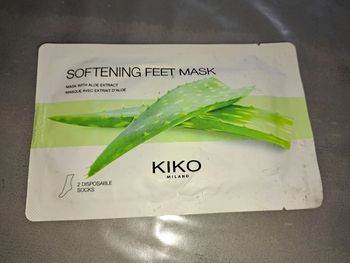 SOFTENING FEET MASK
MASK WITH ALOE EXTRACT
MASQUE AVEC EXTRAIT D'ALOE
KIKO
MILANO
2 DISPOSABLE
SOCKS